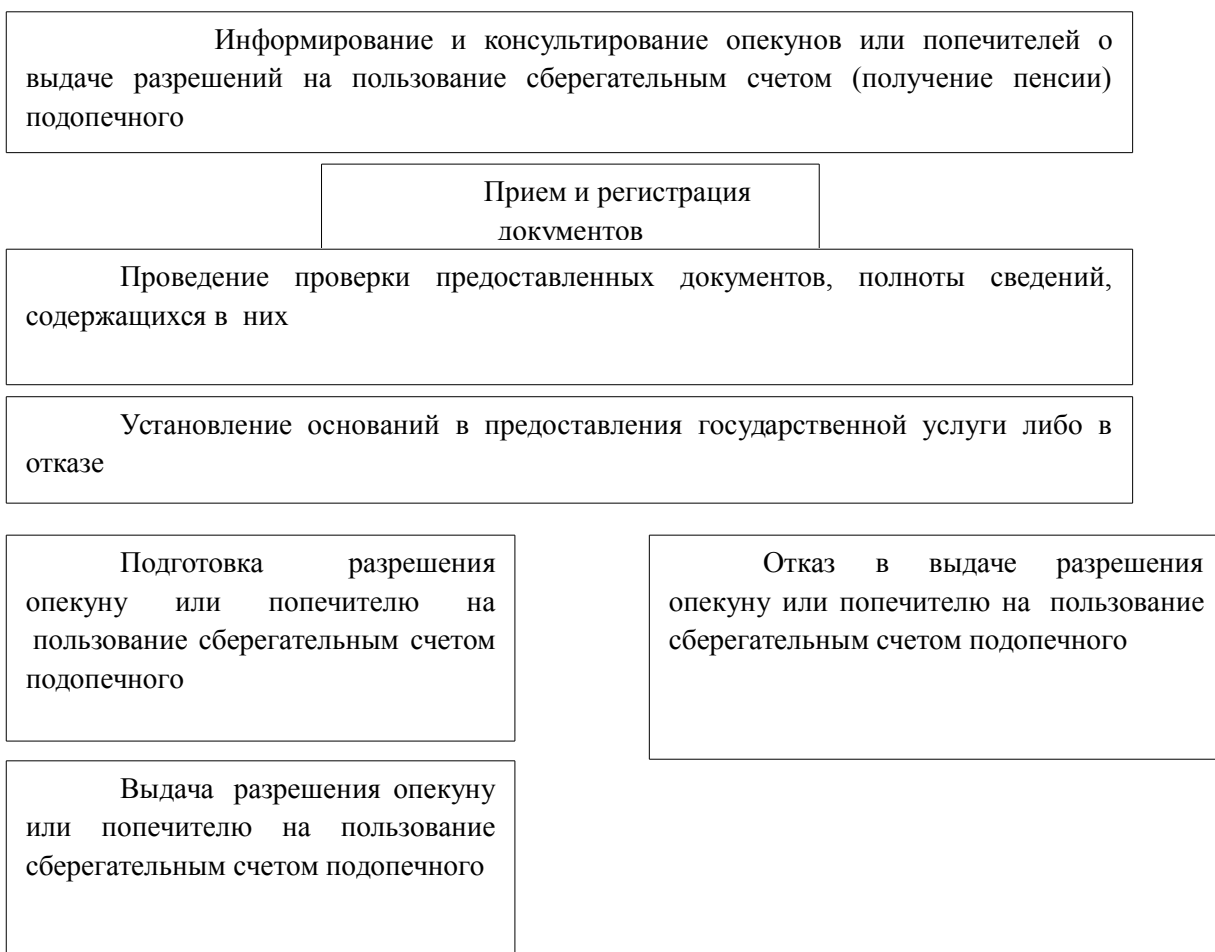 Информирование и консультирование опекунов или попечителей о
выдаче разрешений на пользование сберегательным счетом (получение пенсии)
подопечного
Прием и регистрация
документов
Проведение проверки предоставленных документов, полноты сведений,
содержащихся в них
Установление оснований в предоставления государственной услуги либо в
отказе
Подготовка разрешения
опекуну или попечителю на
пользование сберегательным счетом
подопечного
Отказ в выдаче разрешения
опекуну или попечителю на пользование
сберегательным счетом подопечного
Выдача разрешения опекуну
или попечителю на пользование
сберегательным счетом подопечного